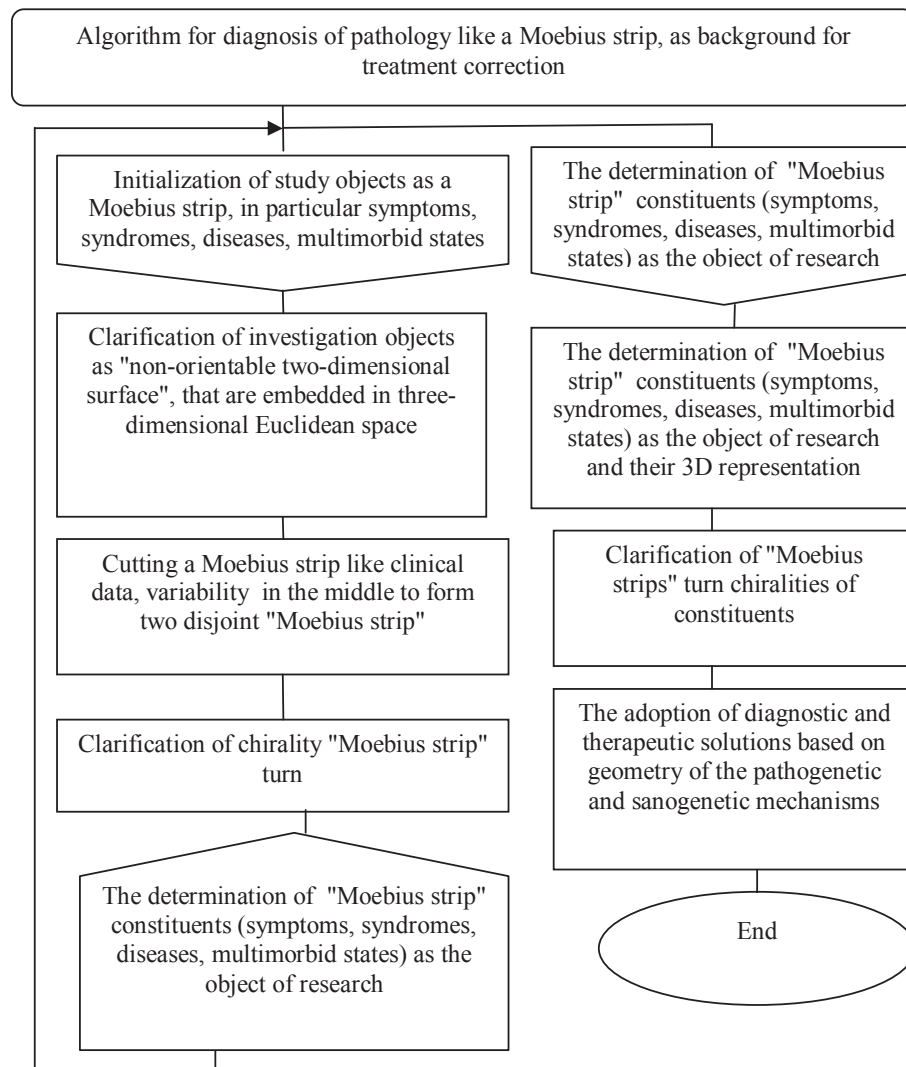 Algorithm for diagnosis of pathology like a Moebius strip, as background for
treatment correction
Initialization of study objects as a
Moebius strip, in particular symptoms,
syndromes, diseases, multimorbid states
Clarification of investigation objects
as "non-orientable two-dimensional
surface", that are embedded in three-
dimensional Euclidean space
Cutting a Moebius strip like clinical
data, variability in the middle to form
two disjoint "Moebius strip"
Clarification of chirality "Moebius strip"
turn
The determination of "Moebius strip"
constituents (symptoms, syndromes,
diseases, multimorbid states) as the
object of research
The determination of "Moebius
strip" constituents (symptoms,
syndromes, diseases, multimorbid
states) as the object of research
The determination of "Moebius
strip" constituents (symptoms,
syndromes, diseases, multimorbid
states) as the object of research
and their 3D representation
Clarification of "Moebius
strips" turn chiralities of
constituents
The adoption of diagnostic and
therapeutic solutions based on
geometry of the pathogenetic
and sanogenetic mechanisms
End